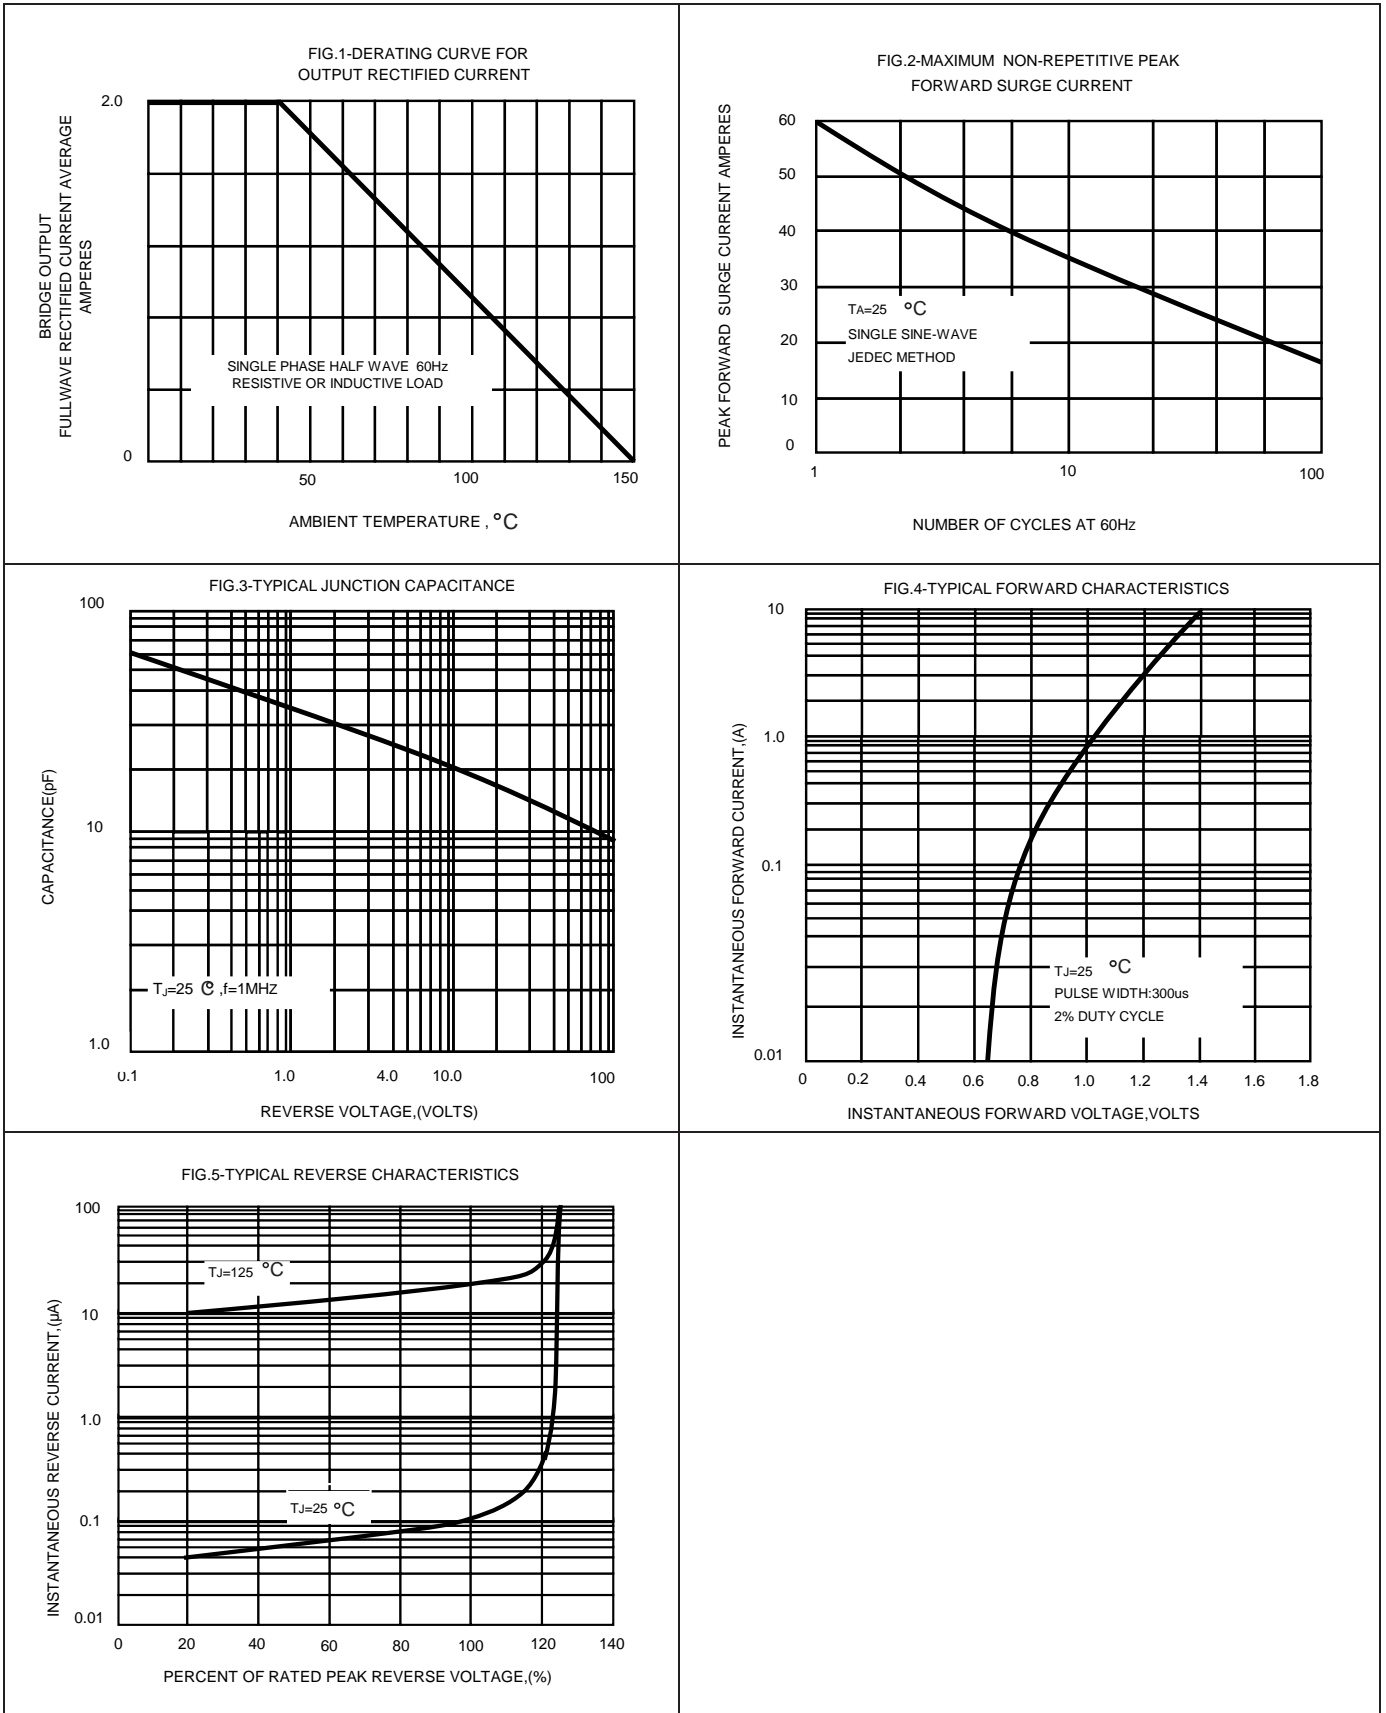 FIG.1-DERATING CURVE FOR
OUTPUT RECTIFIED CURRENT
BRIDGE OUTPUT
FULLWAVE RECTIFIED CURRENT AVERAGE
AMPERES
2.0
0
SINGLE PHASE HALF WAVE 60Hz
RESISTIVE OR INDUCTIVE LOAD
50 100 150
AMBIENT TEMPERATURE , °C
FIG.2-MAXIMUM NON-REPETITIVE PEAK
FORWARD SURGE CURRENT
PEAK FORWARD SURGE CURRENT AMPERES
60
50
40
30
20
10
0
TA=25 °C
SINGLE SINE-WAVE
JEDEC METHOD
1 10 100
NUMBER OF CYCLES AT 60Hz
FIG.3-TYPICAL JUNCTION CAPACITANCE
CAPACITANCE(pF)
100
10
1.0
TJ=25 ℃ ,f=1MHz
0.1 1.0 4.0 10.0 100
REVERSE VOLTAGE,(VOLTS)
FIG.4-TYPICAL FORWARD CHARACTERISTICS
INSTANTANEOUS FORWARD CURRENT,(A)
10
1.0
0.1
0.01
TJ=25 °C
PULSE WIDTH:300us
2% DUTY CYCLE
0 0.2 0.4 0.6 0.8 1.0 1.2 1.4 1.6 1.8
INSTANTANEOUS FORWARD VOLTAGE,VOLTS
FIG.5-TYPICAL REVERSE CHARACTERISTICS
INSTANTANEOUS REVERSE CURRENT,(µA)
100
10
1.0
0.1
0.01
TJ=125 °C
TJ=25 °C
0 20 40 60 80 100 120 140
PERCENT OF RATED PEAK REVERSE VOLTAGE,(%)